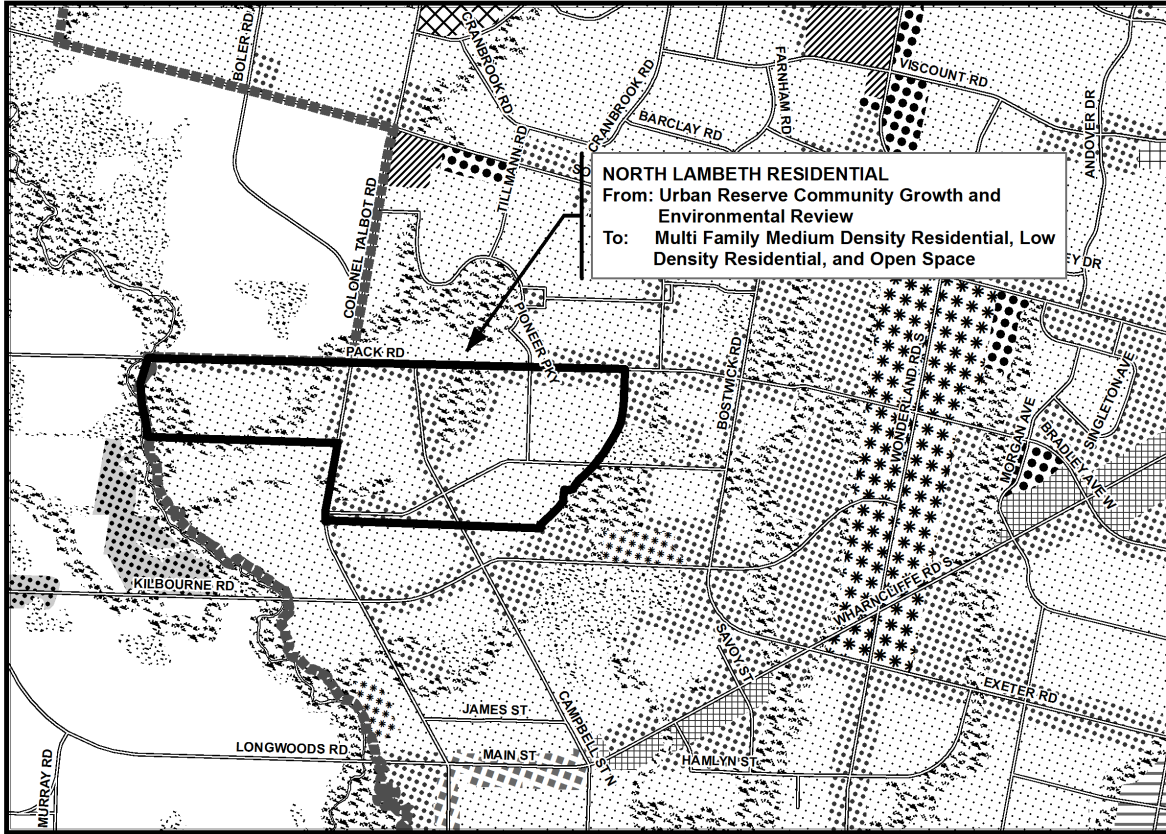 BOLER RD
CRANBROOK RD
CRANBROOK RD
FARNHAM RD
VISCOUNT RD
BARCLAY RD
ANDOVER DR
TILLMANN RD
SO
COLONEL TALBOT RD
NORTH LAMBETH RESIDENTIAL
From: Urban Reserve Community Growth and
Environmental Review
To: Multi Family Medium Density Residential, Low
Density Residential, and Open Space
EY DR
PIONEER PKY
PACK RD
BOSTWICK RD
WONDERLAND RD S
SINGLETON AVE
MORGAN AVE
BRADLEY AVE W
KILBOURNE RD
WHARNCLIFFE RD S
SAVOY ST
EXETER RD
JAMES ST
CAMPBELL ST N
LONGWOODS RD
MAIN ST
HAMLYN ST
MURRAY RD